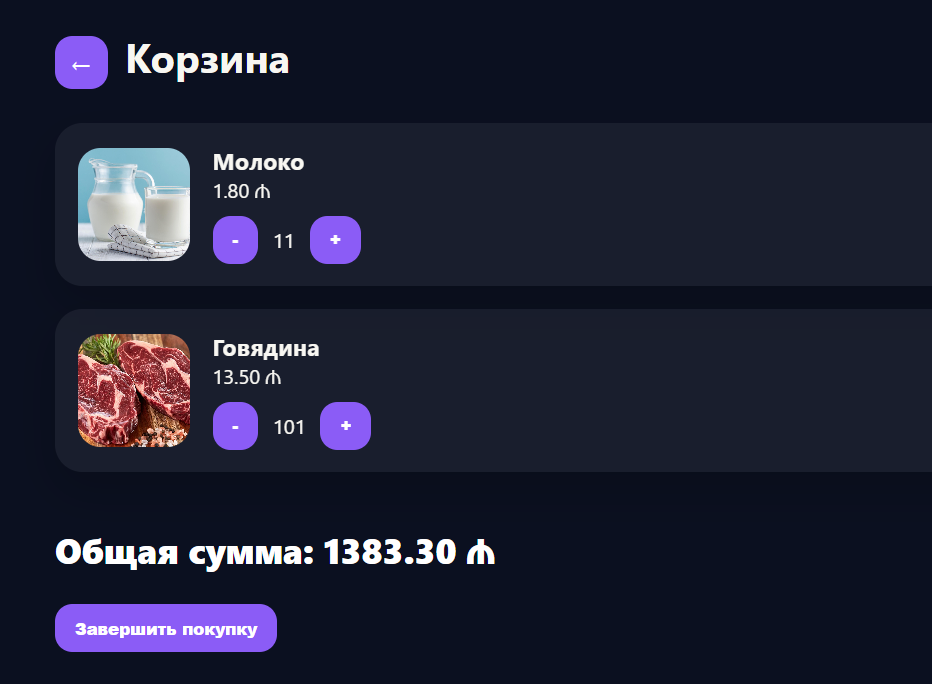 ← Корзина
Молоко
1.80 ₼
- 11 +
Говядина
13.50 ₼
- 101 +
Общая сумма: 1383.30 ₼
Завершить покупку